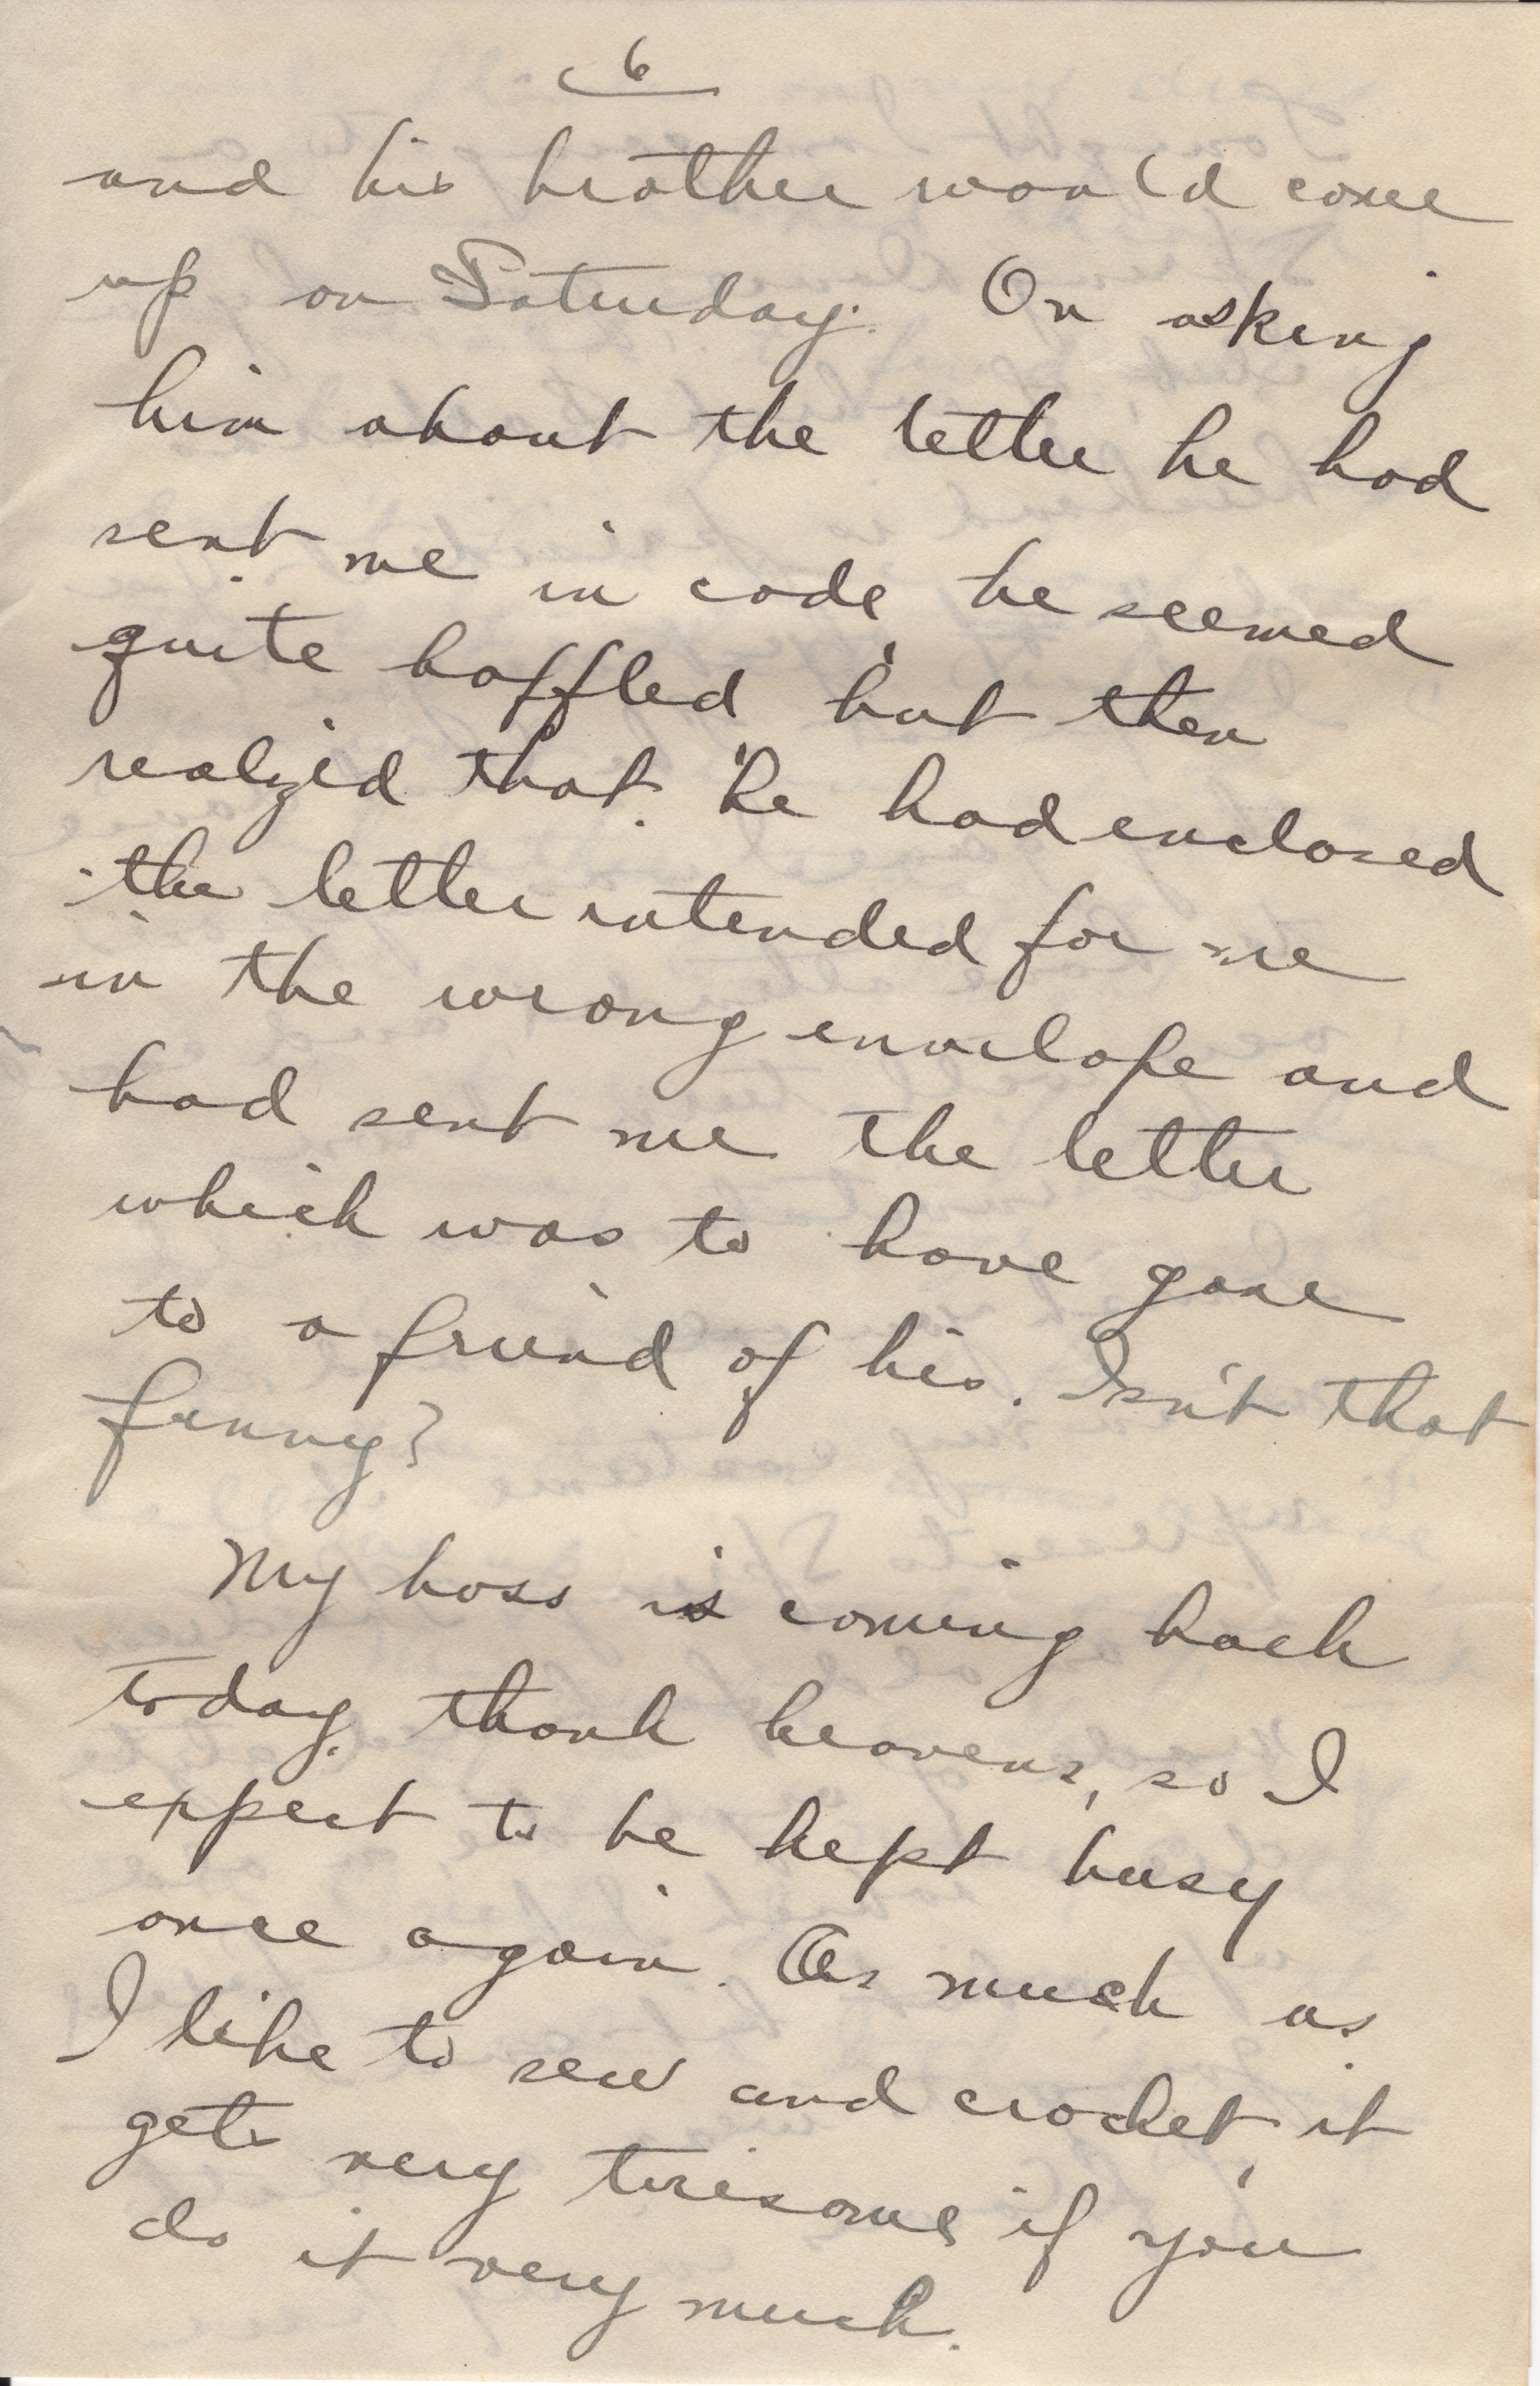 6
and his brother would come
up on Saturday. On asking
him about the letter he had
sent me in code, he seemed
quite baffled, but then
realzied that he had enclosed
the letter intended for me
in the wrong envelope and
had sent me the letter
which was to have gone
to a friend of his. Isn't that
funny?
My boss is coming back
today, thank heavens, so I
expect to be kept busy
once again. As much as
I like to sew and crochet, it
gets very tiresome if you
do it very much.